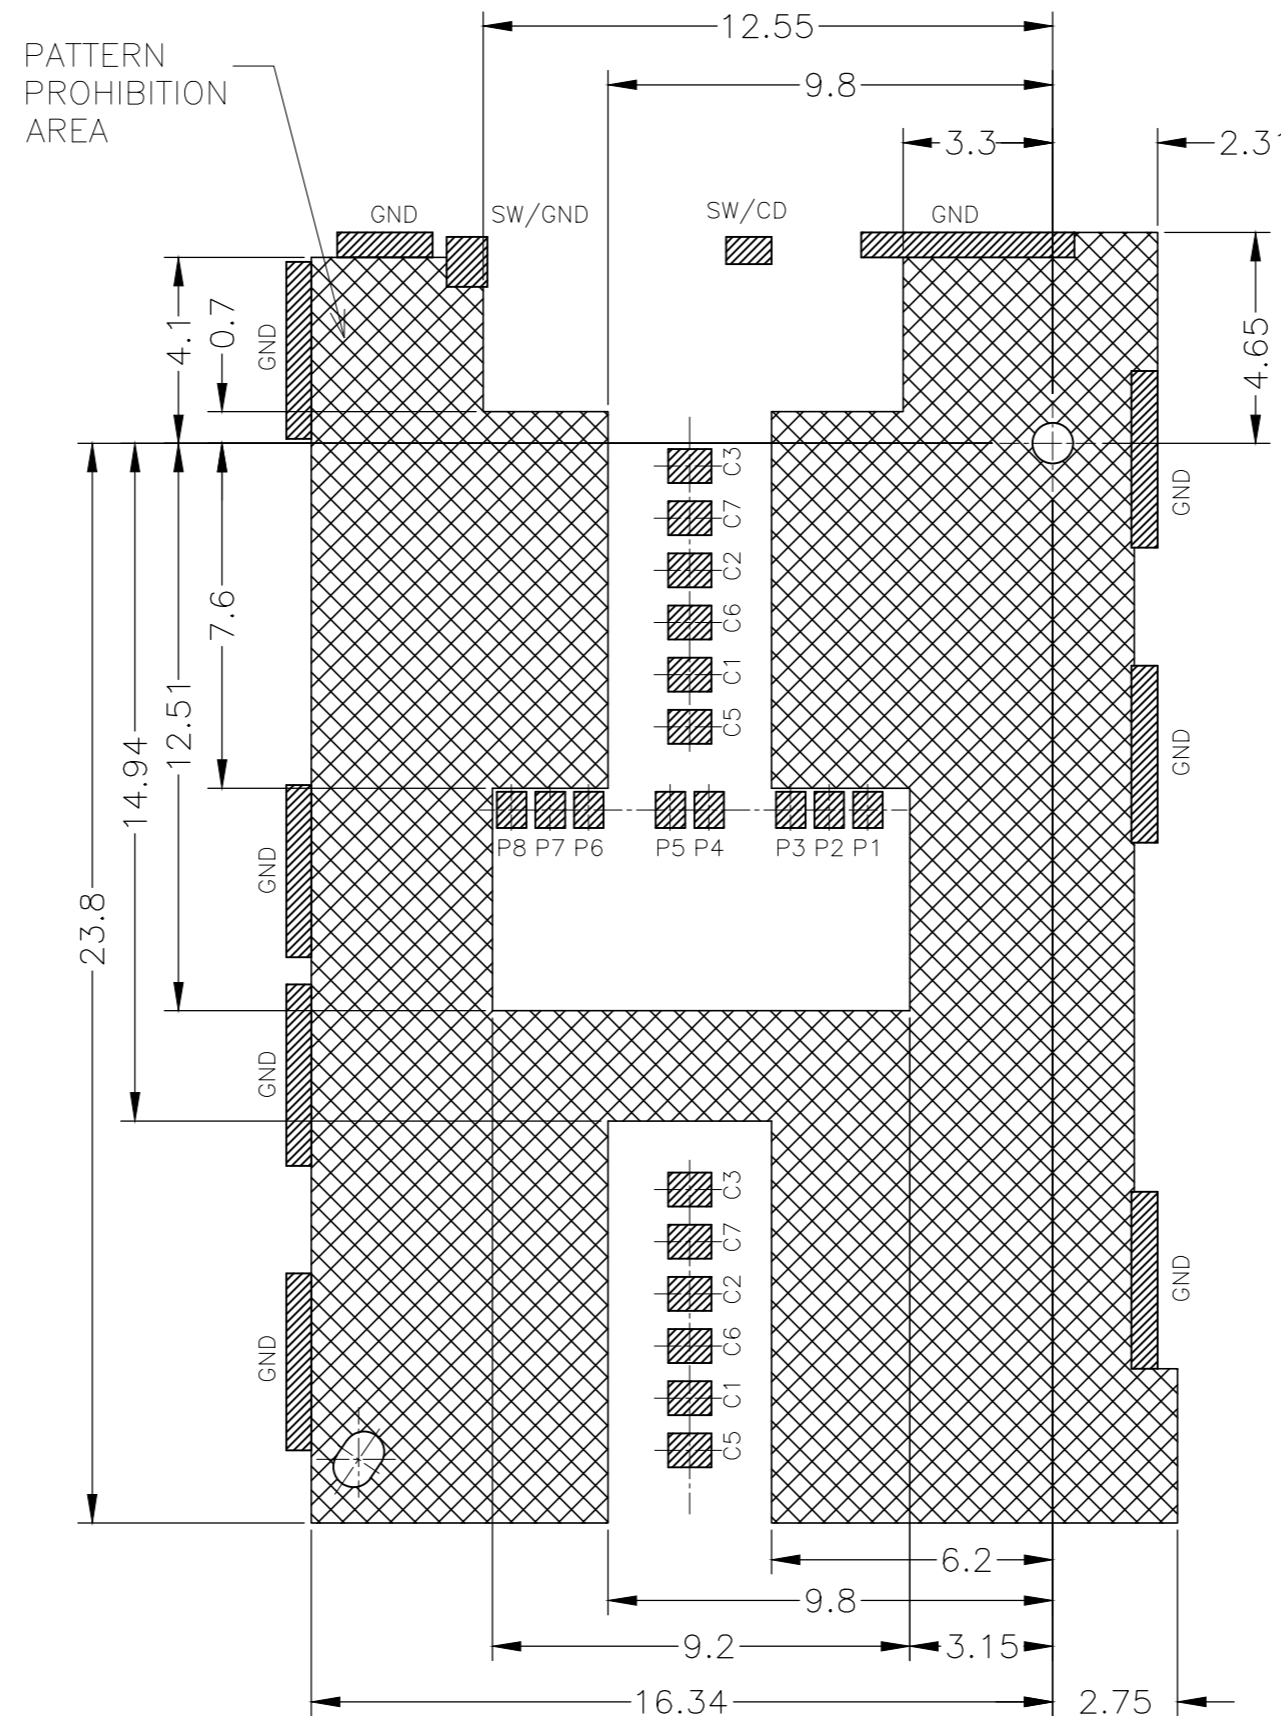 12.55
PATTERN
PROHIBITION
AREA
9.8
3.3
2.31
GND
SW/GND
SW/CD
GND
4.1
0.7
GND
4.65
C3
C7
C2
C6
C1
C5
GND
7.6
12.51
14.94
23.8
GND
P8 P7 P6 P5 P4 P3 P2 P1
GND
GND
C3
C7
C2
C6
C1
C5
GND
GND
6.2
9.8
9.2
3.15
16.34
2.75